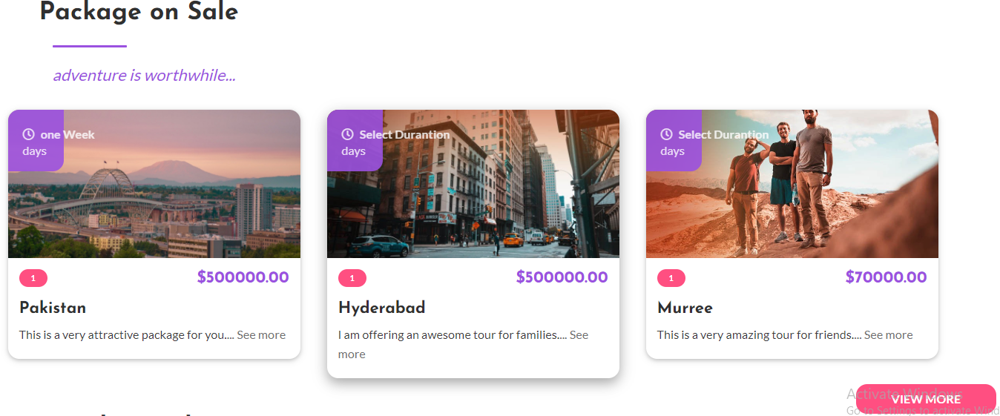 Package on Sale
adventure is worthwhile...
one Week
days
Select Durantion
days
Select Durantion
days
1 $500000.00
Pakistan
This is a very attractive package for you.... See more
1 $500000.00
Hyderabad
I am offering an awesome tour for families.... See
more
1 $70000.00
Murree
This is a very amazing tour for friends.... See more
VIEW MORE
Activate Windows
Go to Settings to activate Wind